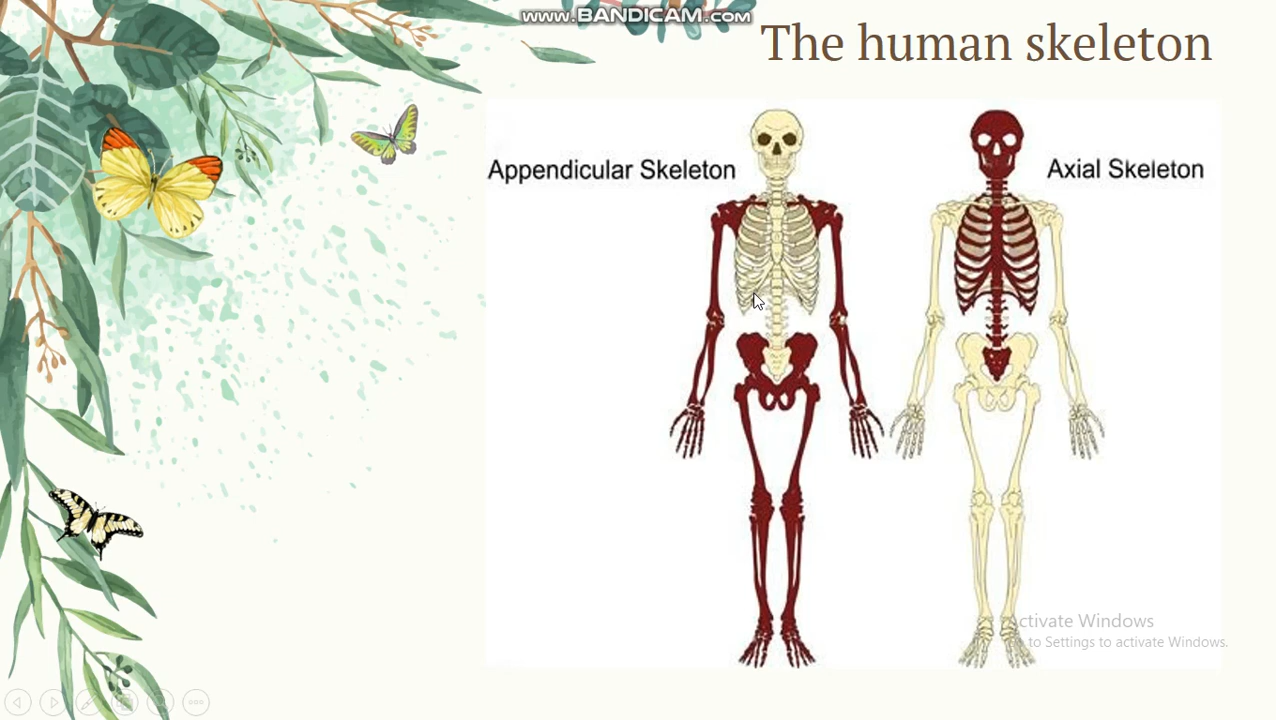 www.BANDICAM.com
The human skeleton
Appendicular Skeleton
Axial Skeleton
ctivate Windows
to Settings to activate Windows.